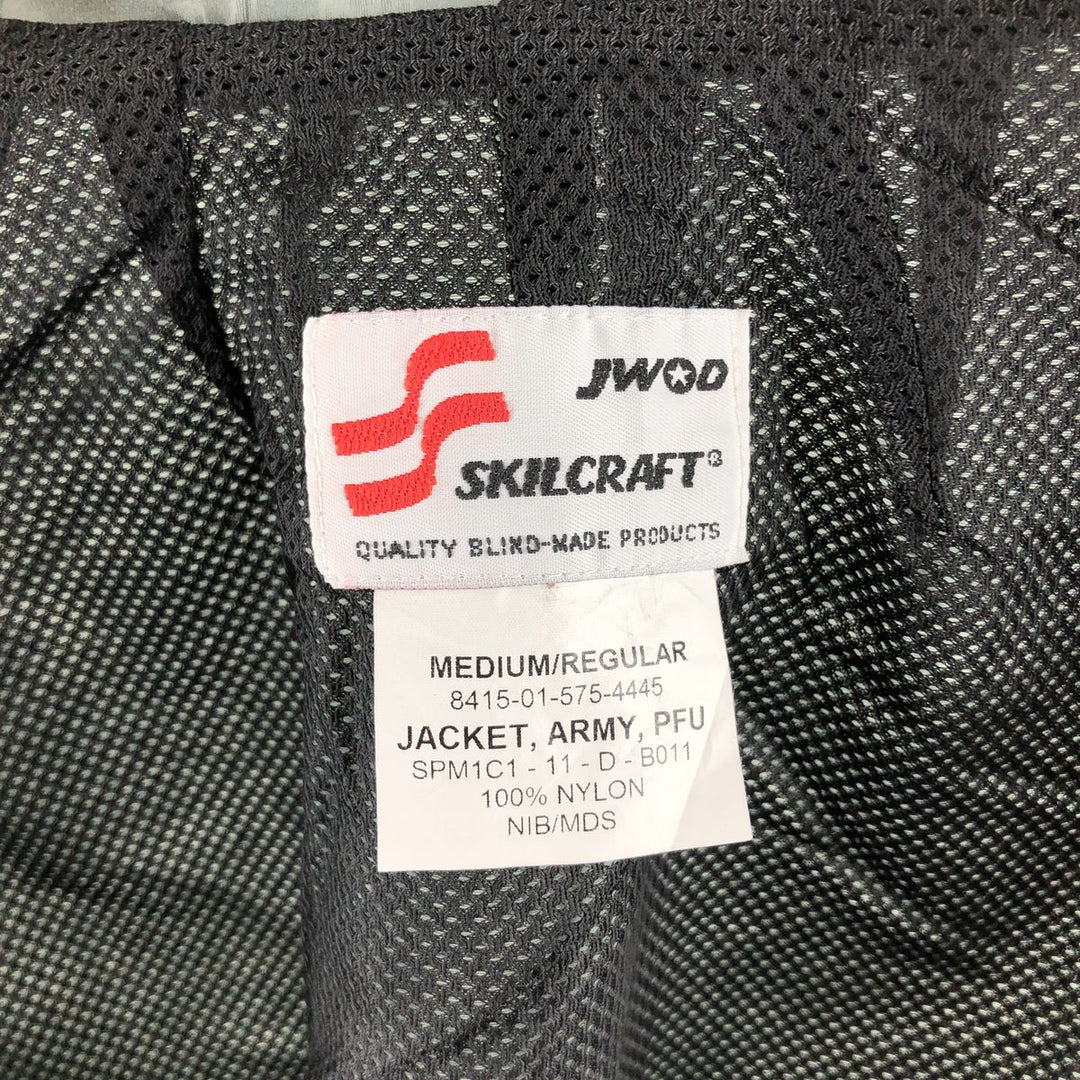 JWOD
SKILCRAFT®
QUALITY BLIND-MADE PRODUCTS
MEDIUM/REGULAR
8415-01-575-4445
JACKET, ARMY, PFU
SPM1C1 - 11 - D - B011
100% NYLON
NIB/MDS